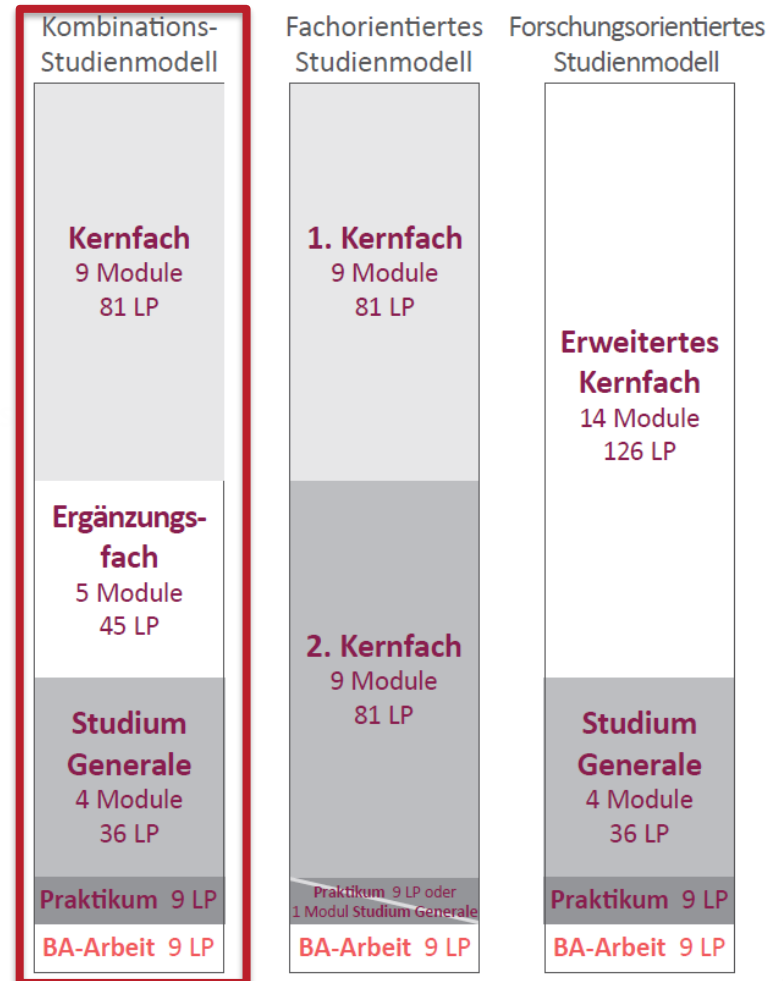 Kombinations-
Studienmodell
Kernfach
9 Module
81 LP
Ergänzungs-
fach
5 Module
45 LP
Studium
Generale
4 Module
36 LP
Praktikum 9 LP
BA-Arbeit 9 LP
Fachorientiertes
Studienmodell
1. Kernfach
9 Module
81 LP
2. Kernfach
9 Module
81 LP
Praktikum 9 LP oder
1 Modul Studium Generale
BA-Arbeit 9 LP
Forschungsorientiertes
Studienmodell
Erweitertes
Kernfach
14 Module
126 LP
Studium
Generale
4 Module
36 LP
Praktikum 9 LP
BA-Arbeit 9 LP